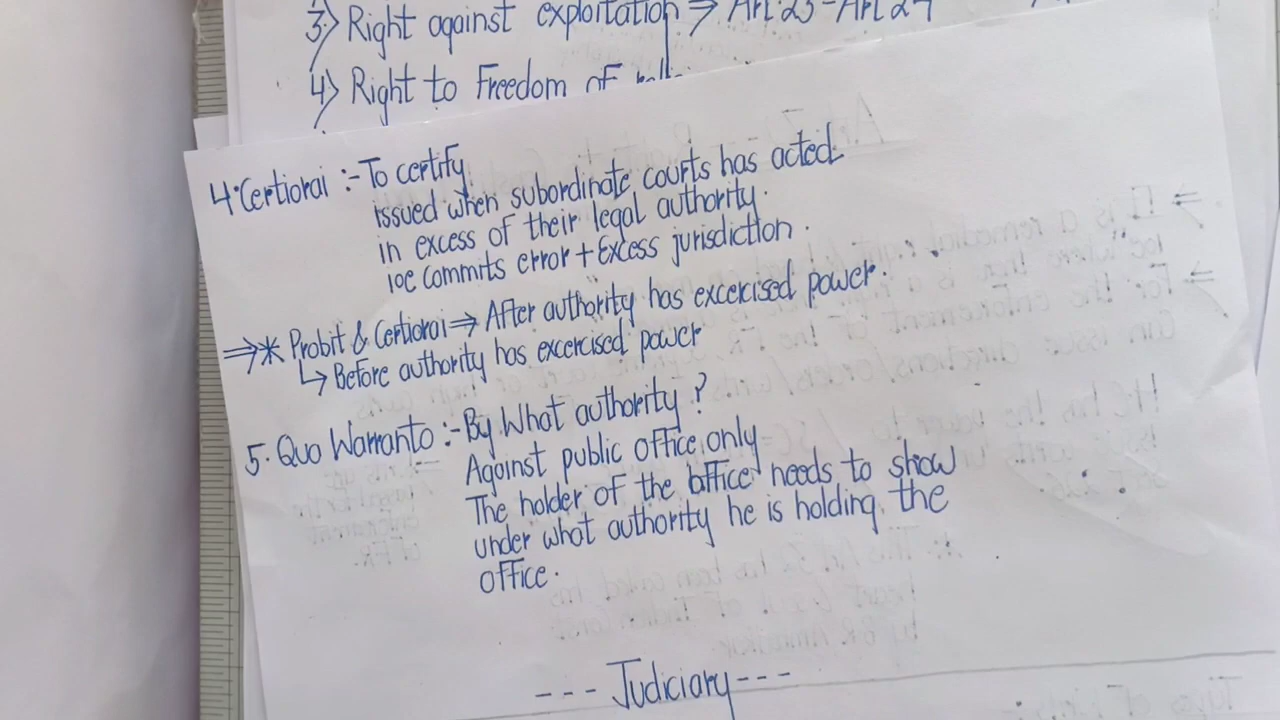 3) Right against exploitation ⇒ Art 23 - Art 24
4) Right to Freedom of
4. Certiorai :- To certify
issued when subordinate courts has acted
in excess of their legal authority.
ioe commits error + Excess jurisdiction.
⇒* Probit & Certiorai ⇒ After authority has excercised power.
↳ Before authority has excercised power
5. Quo Warranto :- By What authority ?
Against public office only
The holder of the office needs to show
under what authority he is holding the
office.
--- Judiciary ---